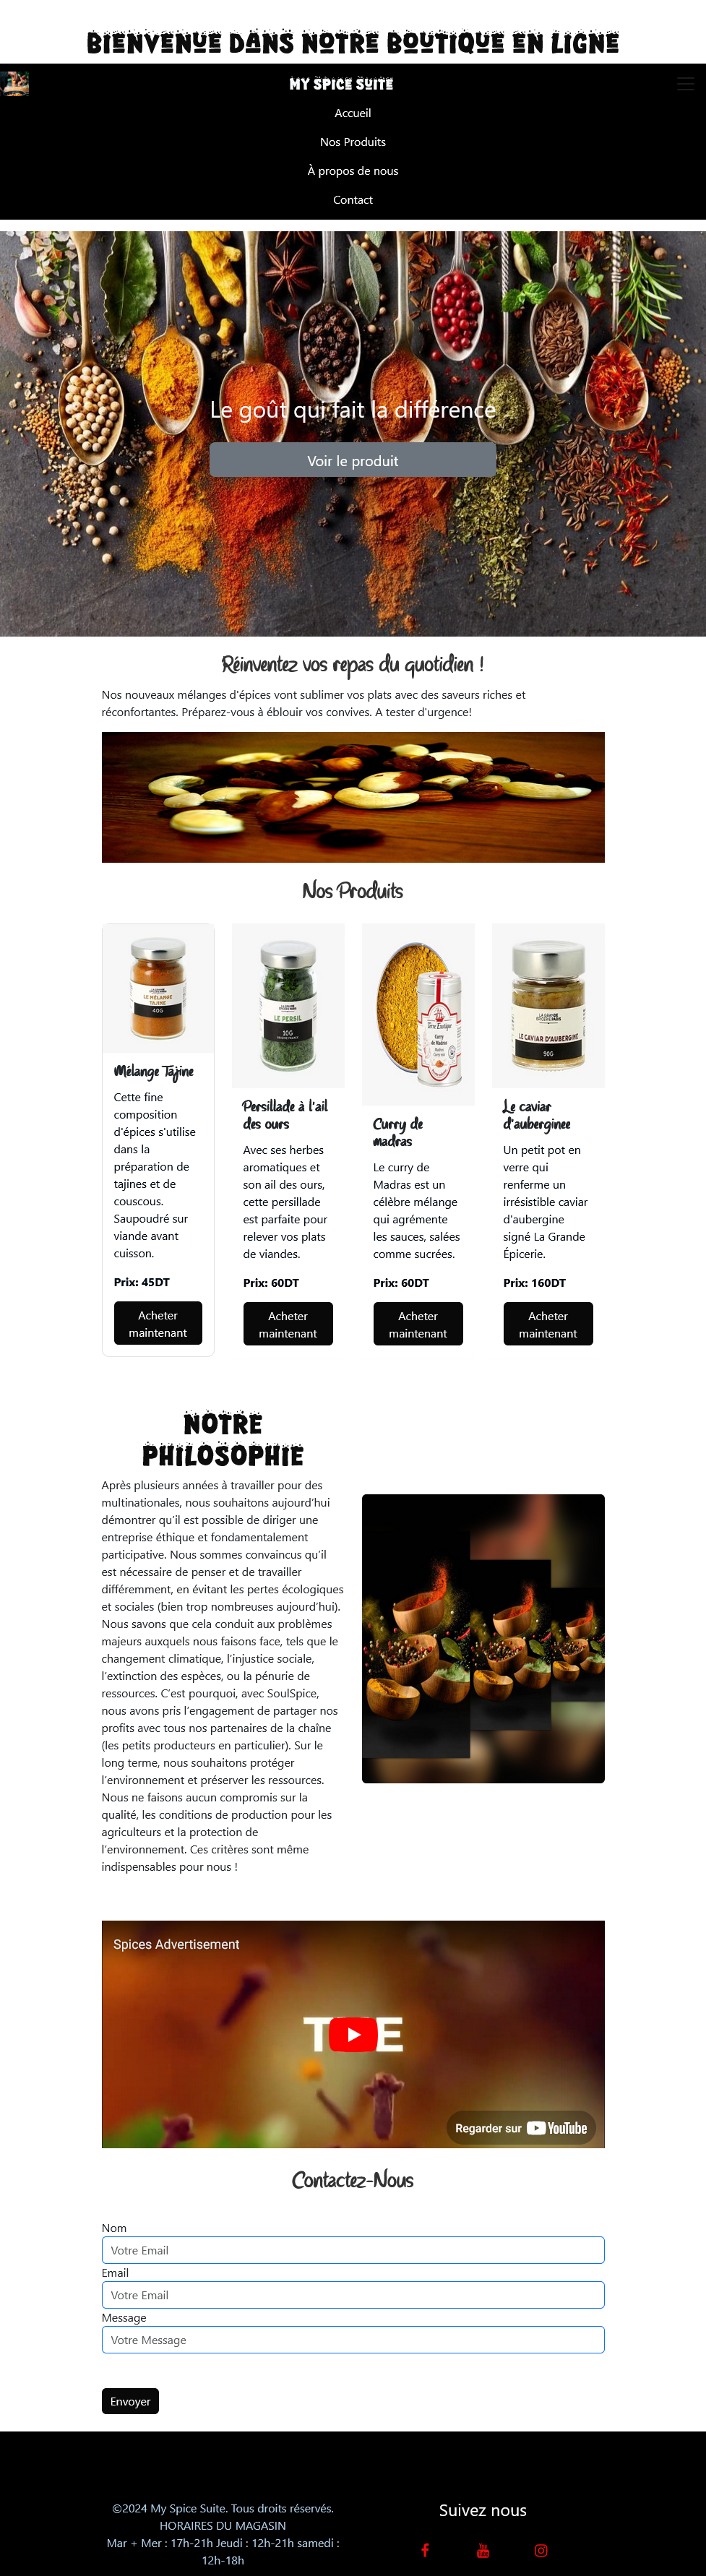 Bienvenue dans notre Boutique en ligne
My Spice Suite
Accueil
Nos Produits
À propos de nous
Contact
Le goût qui fait la différence
Voir le produit
Réinventez vos repas du quotidien !
Nos nouveaux mélanges d'épices vont sublimer vos plats avec des saveurs riches et
réconfortantes. Préparez-vous à éblouir vos convives. A tester d'urgence!
Nos Produits
LE MÉLANGE
TAJINE
40G
Mélange Tajine
Cette fine
composition
d'épices s'utilise
dans la
préparation de
tajines et de
couscous.
Saupoudré sur
viande avant
cuisson.
Prix: 45DT
Acheter
maintenant
LE PERSIL
10G
Persillade à l'ail
des ours
Avec ses herbes
aromatiques et
son ail des ours,
cette persillade
est parfaite pour
relever vos plats
de viandes.
Prix: 60DT
Acheter
maintenant
Terre Exotique
Curry de
Madras
Curry de
madras
Le curry de
Madras est un
célèbre mélange
qui agrémente
les sauces, salées
comme sucrées.
Prix: 60DT
Acheter
maintenant
LE CAVIAR D'AUBERGINE
90G
Le caviar
d'auberginee
Un petit pot en
verre qui
renferme un
irrésistible caviar
d'aubergine
signé La Grande
Épicerie.
Prix: 160DT
Acheter
maintenant
Notre
philosophie
Après plusieurs années à travailler pour des
multinationales, nous souhaitons aujourd'hui
démontrer qu'il est possible de diriger une
entreprise éthique et fondamentalement
participative. Nous sommes convaincus qu'il
est nécessaire de penser et de travailler
différemment, en évitant les pertes écologiques
et sociales (bien trop nombreuses aujourd'hui).
Nous savons que cela conduit aux problèmes
majeurs auxquels nous faisons face, tels que le
changement climatique, l'injustice sociale,
l'extinction des espèces, ou la pénurie de
ressources. C'est pourquoi, avec SoulSpice,
nous avons pris l'engagement de partager nos
profits avec tous nos partenaires de la chaîne
(les petits producteurs en particulier). Sur le
long terme, nous souhaitons protéger
l'environnement et préserver les ressources.
Nous ne faisons aucun compromis sur la
qualité, les conditions de production pour les
agriculteurs et la protection de
l'environnement. Ces critères sont même
indispensables pour nous !
Spices Advertisement
Regarder sur YouTube
Contactez-Nous
Nom
Votre Email
Email
Votre Email
Message
Votre Message
Envoyer
©2024 My Spice Suite. Tous droits réservés.
HORAIRES DU MAGASIN
Mar + Mer : 17h-21h Jeudi : 12h-21h samedi :
12h-18h
Suivez nous